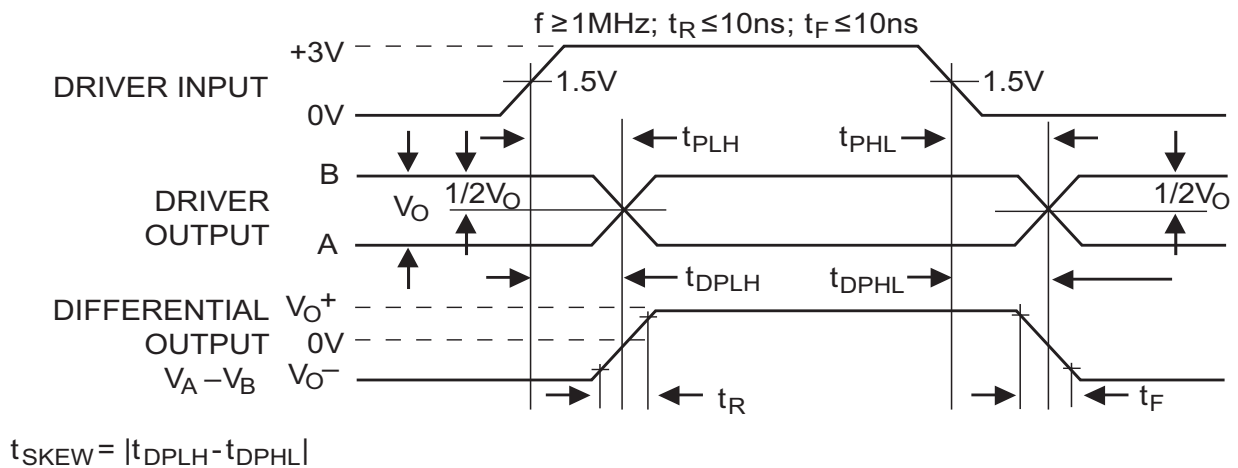 f ≥ 1MHz; tR ≤ 10ns; tF ≤ 10ns
+3V
DRIVER INPUT
1.5V
1.5V
0V
tPLH
tPHL
B
DRIVER
OUTPUT
VO
1/2VO
1/2VO
A
tDPLH
tDPHL
DIFFERENTIAL
OUTPUT
VA – VB
VO+
0V
VO–
tR
tF
tSKEW = |tDPLH - tDPHL|